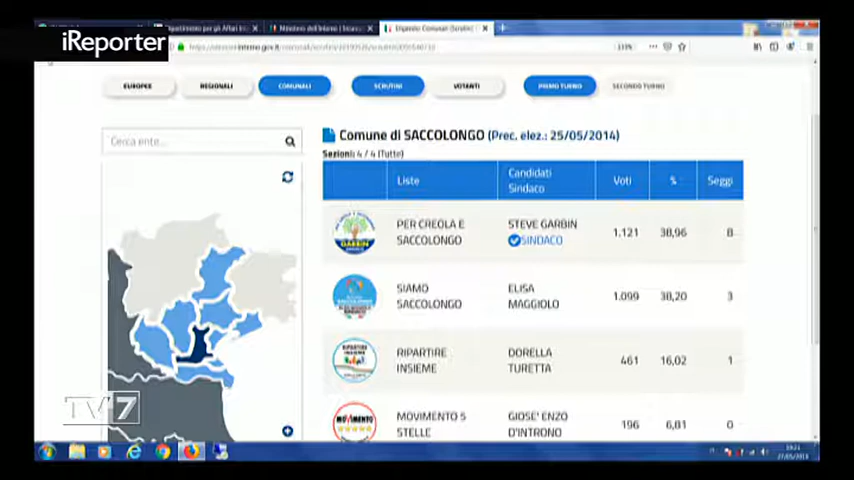 iReporter
EUROPEE
REGIONALI
COMUNALI
SCRUTINI
VOTANTI
PRIMO TURNO
SECONDO TURNO
Cerca ente...
Comune di SACCOLONGO (Prec. elez.: 25/05/2014)
Sezioni: 4 / 4 (Tutte)
Liste
Candidati
Sindaco
Voti
%
Seggi
GARBIN
PER CREOLA E
SACCOLONGO
STEVE GARBIN
SINDACO
1.121
38,96
8
SIAMO
SACCOLONGO
ELISA
MAGGIOLO
1.099
38,20
3
RIPARTIRE
INSIEME
DORELLA
TURETTA
461
16,02
1
MOVIMENTO
MOVIMENTO 5
STELLE
GIOSE' ENZO
D'INTRONO
196
6,81
0
TV7